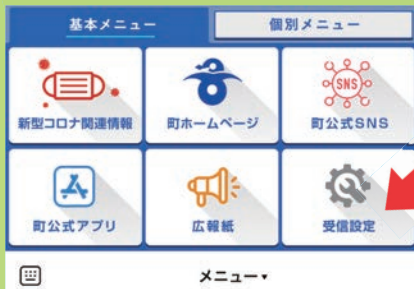 基本メニュー
個別メニュー
新型コロナ関連情報
町ホームページ
SNS
町公式SNS
町公式アプリ
広報紙
受信設定
メニュー▼